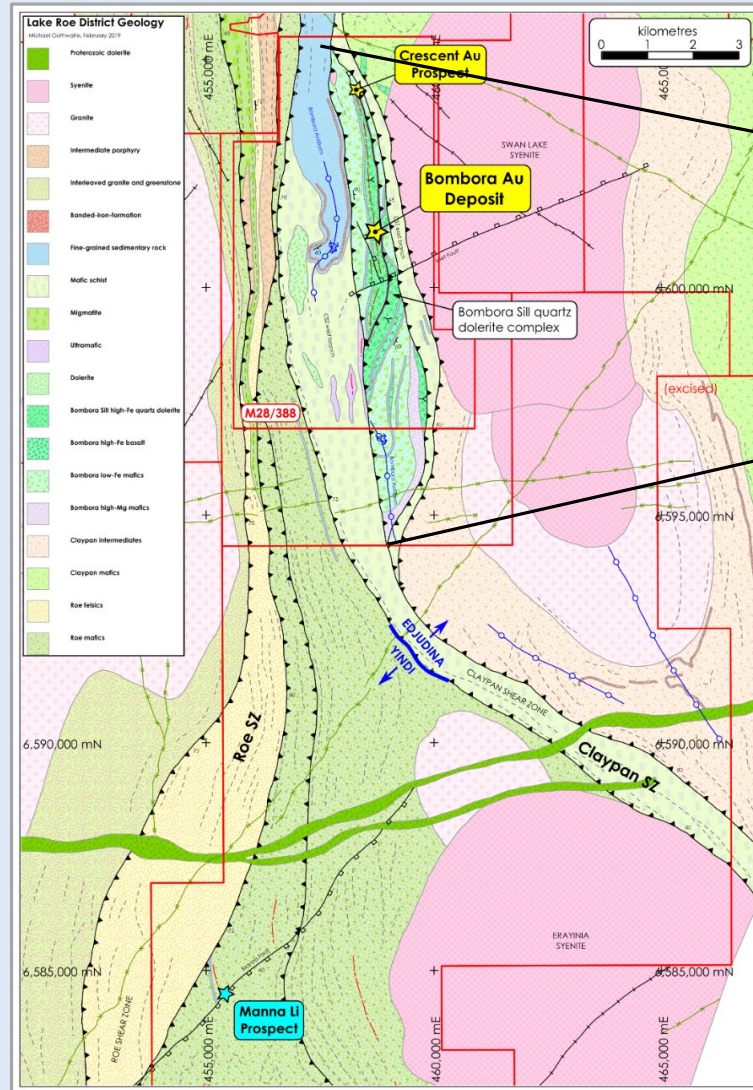 Lake Roe District Geology
Michael Outhwaite, February 2019
Proterozoic dolerite
Syenite
Granite
Intermediate porphyry
Interleaved granite and greenstone
Banded-iron-formation
Fine-grained sedimentary rock
Mafic schist
Migmatite
Ultramafic
Dolerite
Bombora Sill high-Fe quartz dolerite
Bombora high-Fe basalt
Bombora low-Fe mafics
Bombora high-Mg mafics
Claypan intermediates
Claypan mafics
Roe felsics
Roe mafics
kilometres
0 1 2 3
455,000 mE
465,000
Crescent Au
Prospect
SWAN LAKE
SYENITE
Bombora Au
Deposit
6,600,000 mN
Bombora Sill quartz
dolerite complex
CSZ west branch
(excised)
M28/388
6,595,000 mN
EDJUDINA
YINDI
CLAYPAN SHEAR ZONE
Roe SZ
6,590,000 mN
6,590,000 mN
Claypan SZ
ERAYINIA
SYENITE
6,585,000 mN
6,585,000 mN
Manna Li
Prospect
ROE SHEAR ZONE
455,000 mE
460,000 mE
465,000 mE